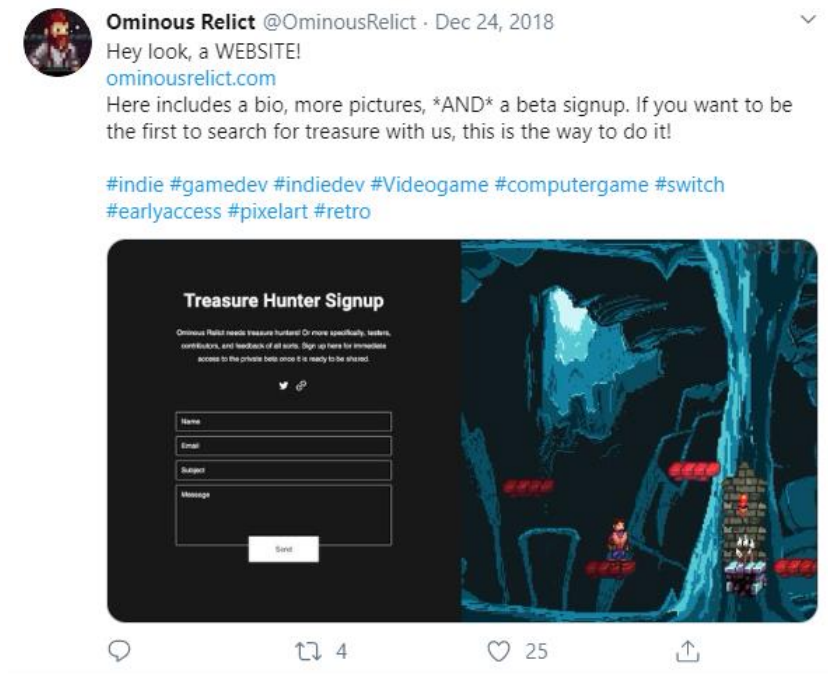 Ominous Relict @OminousRelict · Dec 24, 2018
Hey look, a WEBSITE!
ominousrelict.com
Here includes a bio, more pictures, *AND* a beta signup. If you want to be
the first to search for treasure with us, this is the way to do it!
#indie #gamedev #indiedev #Videogame #computergame #switch
#earlyaccess #pixelart #retro
Treasure Hunter Signup
Ominous Relict needs treasure hunters! Or more specifically, testers,
contributors, and feedback of all sorts. Sign up here for immediate
access to the private beta once it is ready to be shared.
Name
Email
Subject
Message
Send
4 25